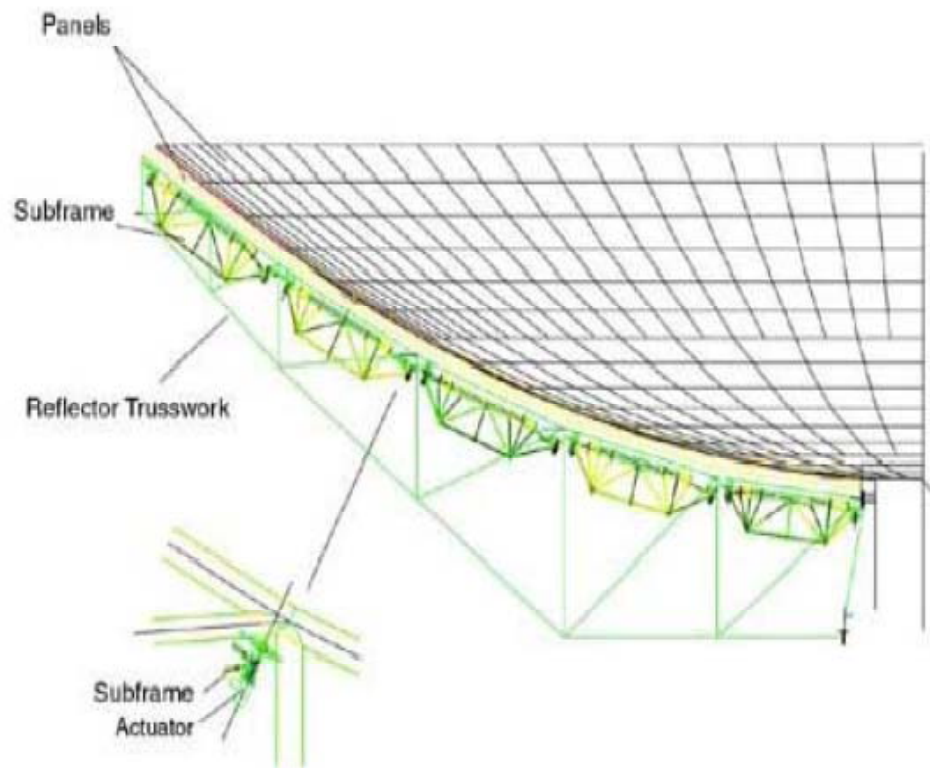 Panels
Subframe
Reflector Trusswork
Subframe
Actuator